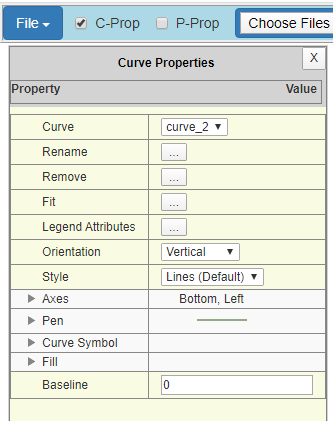 File C-Prop P-Prop Choose Files
Curve Properties X
Property Value
Curve curve_2
Rename ...
Remove ...
Fit ...
Legend Attributes ...
Orientation Vertical
Style Lines (Default)
Axes Bottom, Left
Pen
Curve Symbol
Fill
Baseline 0